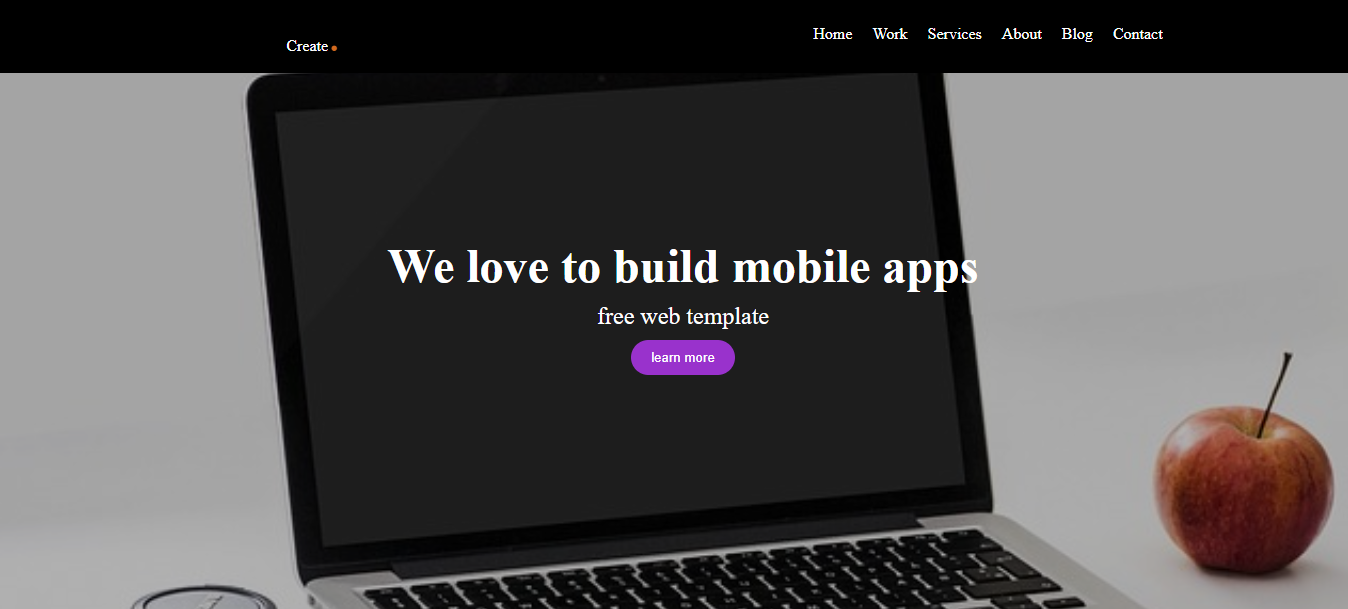 Create
Home Work Services About Blog Contact
We love to build mobile apps
free web template
learn more